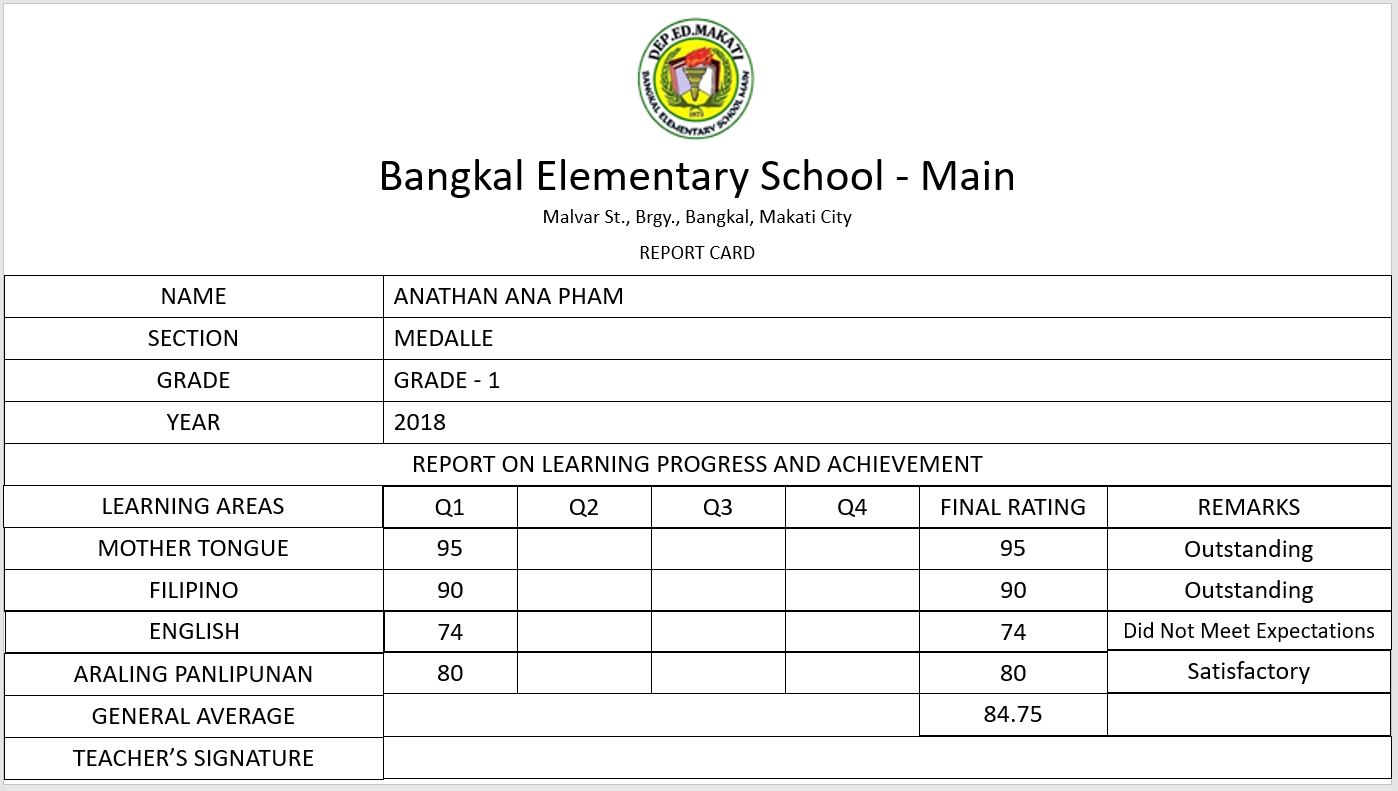 DEP.ED.MAKATI
BANGKAL ELEMENTARY SCHOOL MAIN
Bangkal Elementary School - Main
Malvar St., Brgy., Bangkal, Makati City
REPORT CARD
NAME ANATHAN ANA PHAM
SECTION MEDALLE
GRADE GRADE - 1
YEAR 2018
REPORT ON LEARNING PROGRESS AND ACHIEVEMENT
LEARNING AREAS Q1 Q2 Q3 Q4 FINAL RATING REMARKS
MOTHER TONGUE 95 95 Outstanding
FILIPINO 90 90 Outstanding
ENGLISH 74 74 Did Not Meet Expectations
ARALING PANLIPUNAN 80 80 Satisfactory
GENERAL AVERAGE 84.75
TEACHER’S SIGNATURE